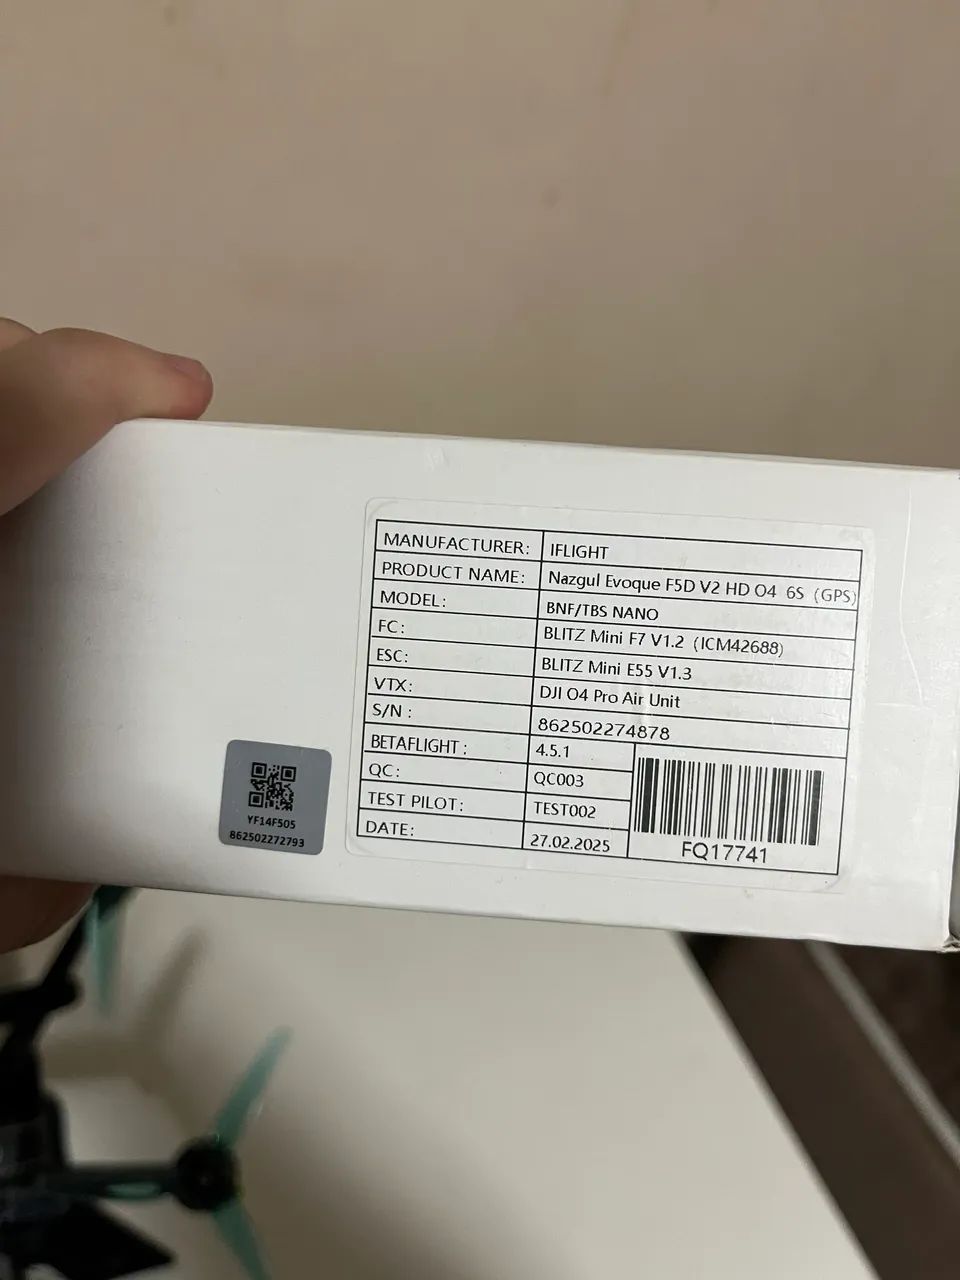 MANUFACTURER: IFLIGHT
PRODUCT NAME: Nazgul Evoque F5D V2 HD O4 6S (GPS)
MODEL: BNF/TBS NANO
FC: BLITZ Mini F7 V1.2 (ICM42688)
ESC: BLITZ Mini E55 V1.3
VTX: DJI O4 Pro Air Unit
S/N : 862502274878
BETAFLIGHT : 4.5.1
QC: QC003
TEST PILOT: TEST002
DATE: 27.02.2025
FQ17741
YF14F505
862502272793